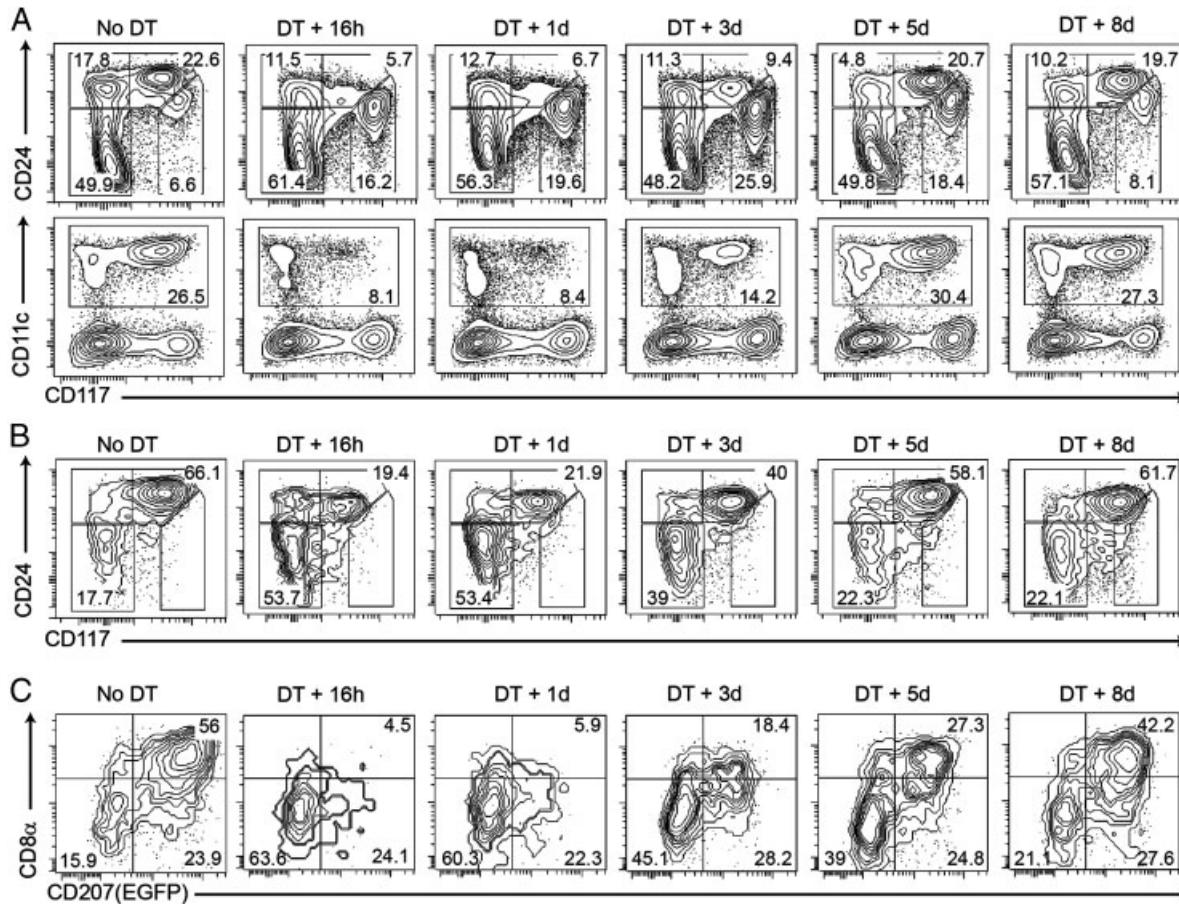 A
No DT DT + 16h DT + 1d DT + 3d DT + 5d DT + 8d
CD24
17.8 22.6 11.5 5.7 12.7 6.7 11.3 9.4 4.8 20.7 10.2 19.7
49.9 6.6 61.4 16.2 56.3 19.6 48.2 25.9 49.8 18.4 57.1 8.1
CD11c
26.5 8.1 8.4 14.2 30.4 27.3
CD117
B
No DT DT + 16h DT + 1d DT + 3d DT + 5d DT + 8d
CD24
66.1 19.4 21.9 40 58.1 61.7
17.7 53.7 53.4 39 22.3 22.1
CD117
C
No DT DT + 16h DT + 1d DT + 3d DT + 5d DT + 8d
CD8α
56 4.5 5.9 18.4 27.3 42.2
15.9 23.9 63.6 24.1 60.3 22.3 45.1 28.2 39 24.8 21.1 27.6
CD207(EGFP)